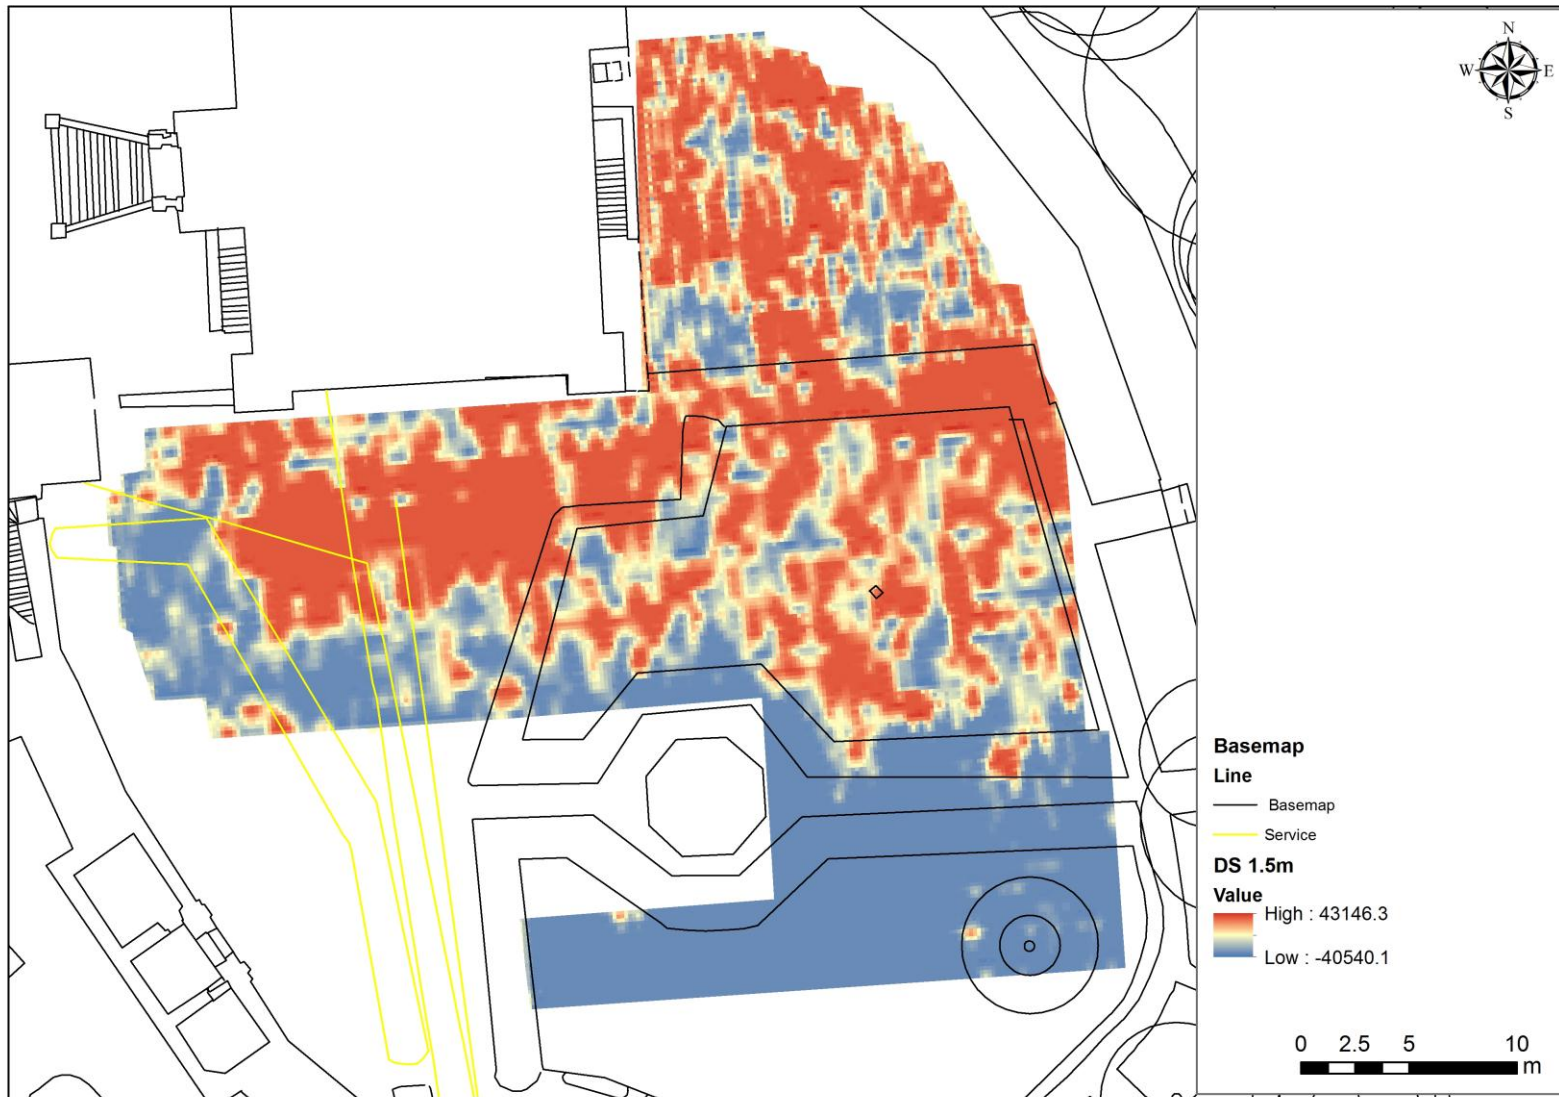 N
W E
S
Basemap
Line
Basemap
Service
DS 1.5m
Value
High : 43146.3
Low : -40540.1
0 2.5 5 10
m